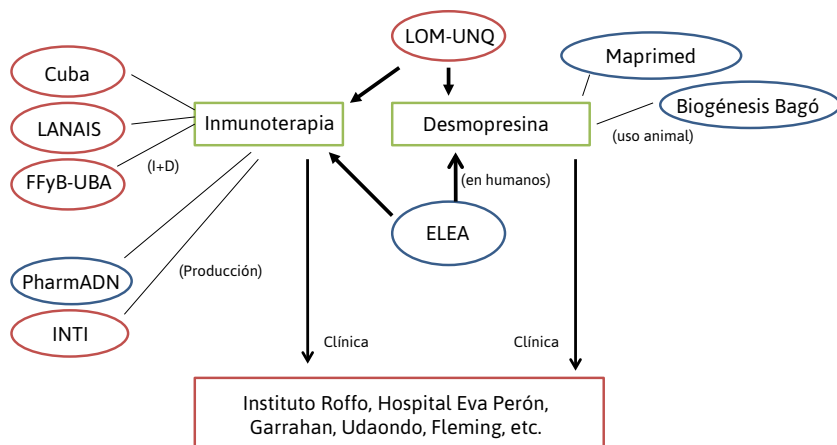 LOM-UNQ
Cuba
Maprimed
LANAIS
Inmunoterapia
Desmopresina
Biogénesis Bagó
(uso animal)
FFyB-UBA
(I+D)
(en humanos)
ELEA
PharmADN
(Producción)
INTI
Clínica
Clínica
Instituto Roffo, Hospital Eva Perón,
Garrahan, Udaondo, Fleming, etc.